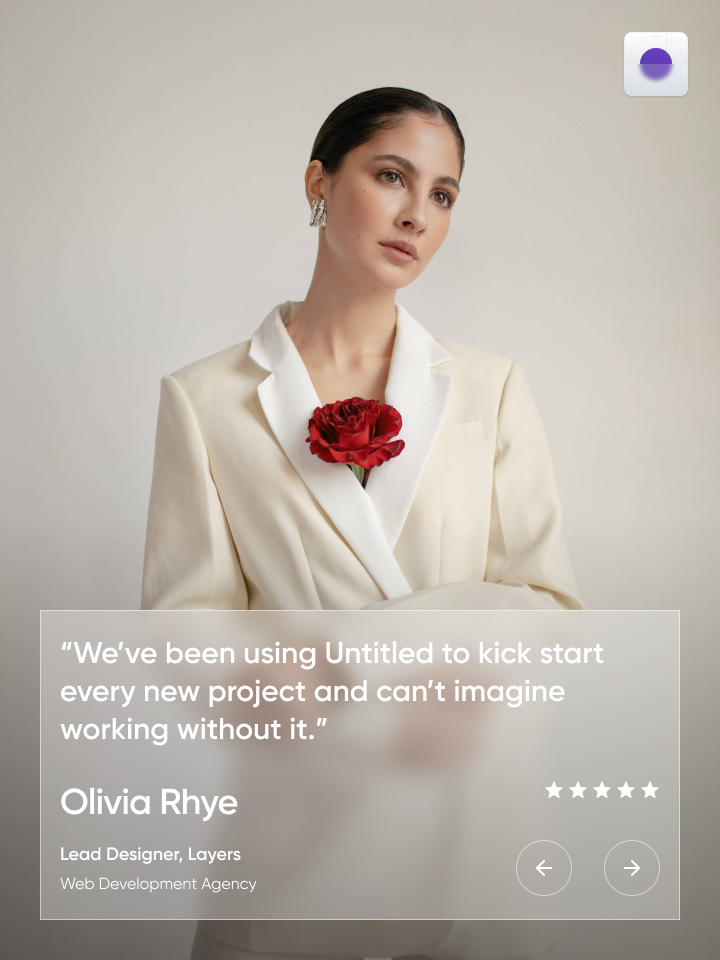 “We’ve been using Untitled to kick start
every new project and can’t imagine
working without it.”
Olivia Rhye
Lead Designer, Layers
Web Development Agency